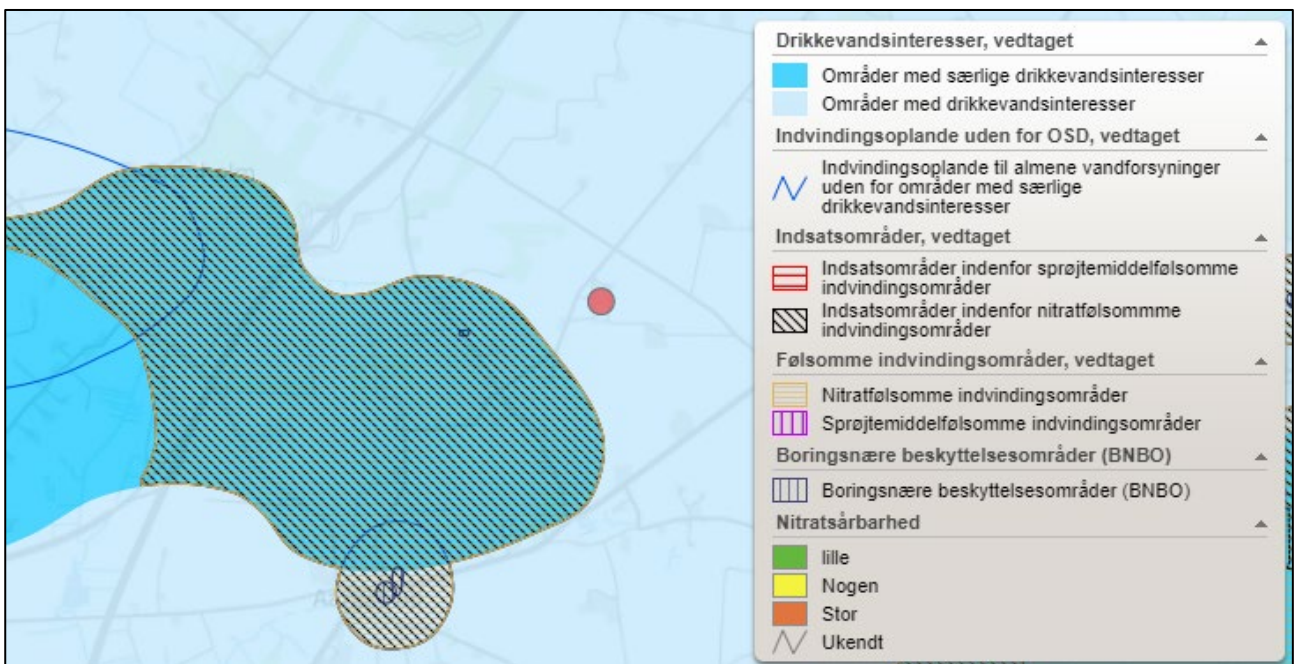 Drikkevandsinteresser, vedtaget
Områder med særlige drikkevandsinteresser
Områder med drikkevandsinteresser
Indvindingsoplande uden for OSD, vedtaget
Indvindingsoplande til almene vandforsyninger
uden for områder med særlige
drikkevandsinteresser
Indsatsområder, vedtaget
Indsatsområder indenfor sprøjtemiddelfølsomme
indvindingsområder
Indsatsområder indenfor nitratfølsommme
indvindingsområder
Følsomme indvindingsområder, vedtaget
Nitratfølsomme indvindingsområder
Sprøjtemiddelfølsomme indvindingsområder
Boringsnære beskyttelsesområder (BNBO)
Boringsnære beskyttelsesområder (BNBO)
Nitratsårbarhed
lille
Nogen
Stor
Ukendt